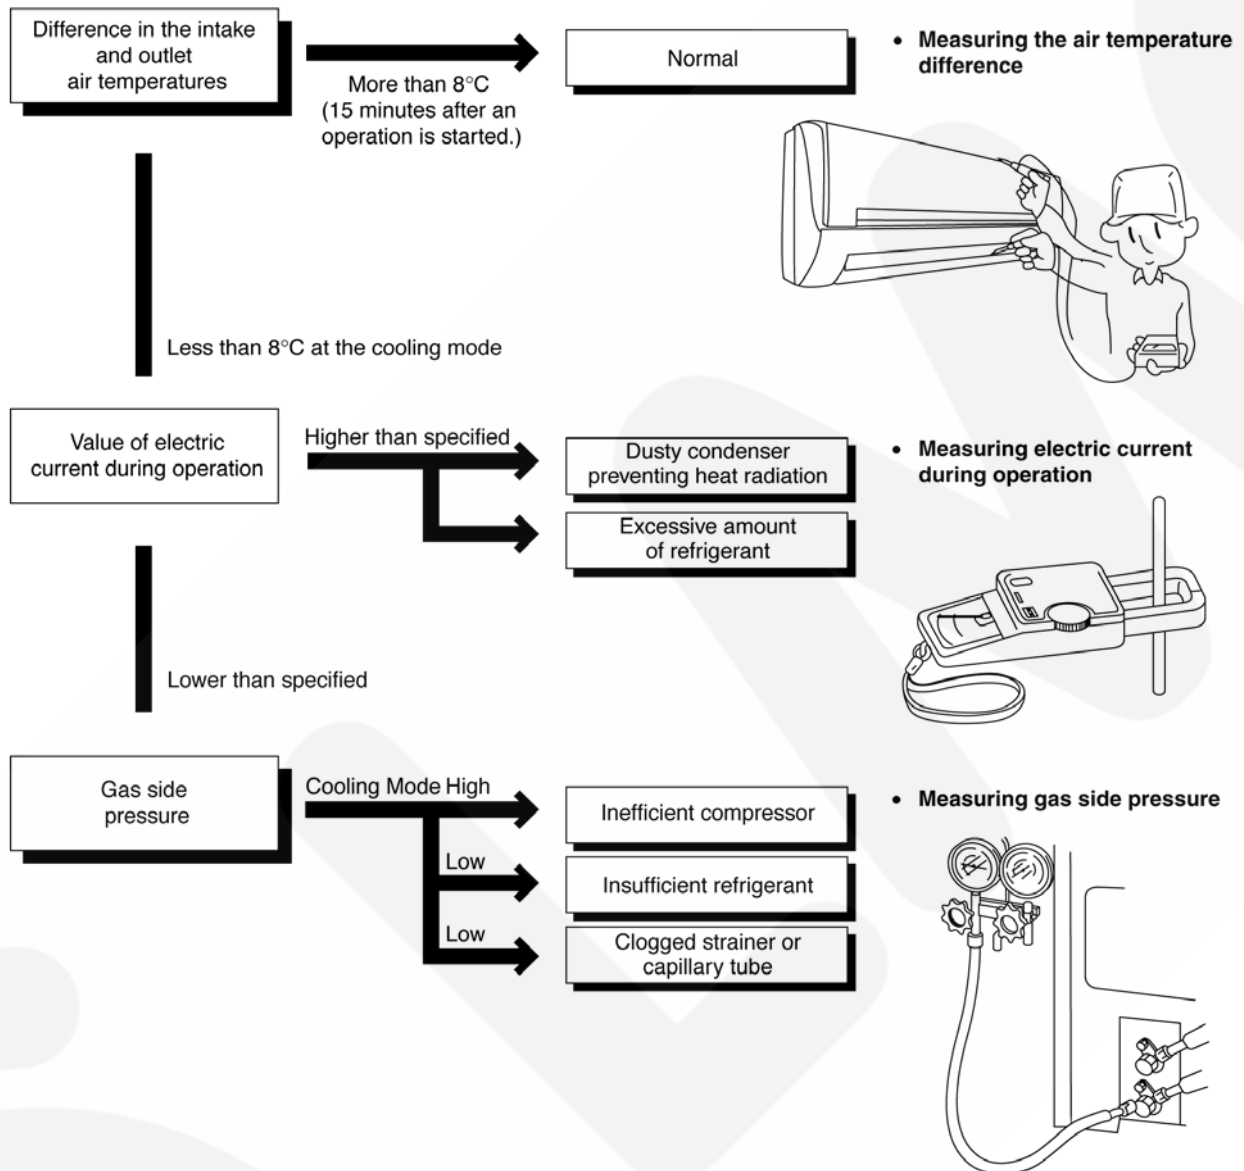 Difference in the intake
and outlet
air temperatures
More than 8°C
(15 minutes after an
operation is started.)
Normal
• Measuring the air temperature
difference
Less than 8°C at the cooling mode
Value of electric
current during operation
Higher than specified
Dusty condenser
preventing heat radiation
Excessive amount
of refrigerant
• Measuring electric current
during operation
Lower than specified
Gas side
pressure
Cooling Mode High
Inefficient compressor
Low
Insufficient refrigerant
Low
Clogged strainer or
capillary tube
• Measuring gas side pressure